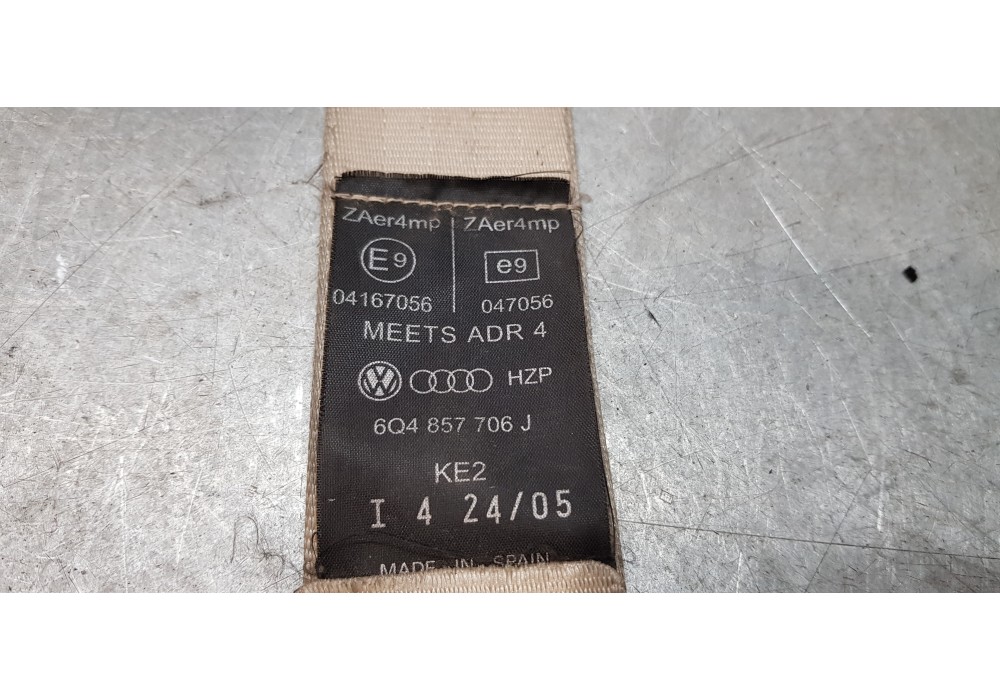 ZAer4mp ZAer4mp
E9 e9
04167056 047056
MEETS ADR 4
VW HZP
6Q4 857 706 J
KE2
I 4 24/05
MADE IN SPAIN